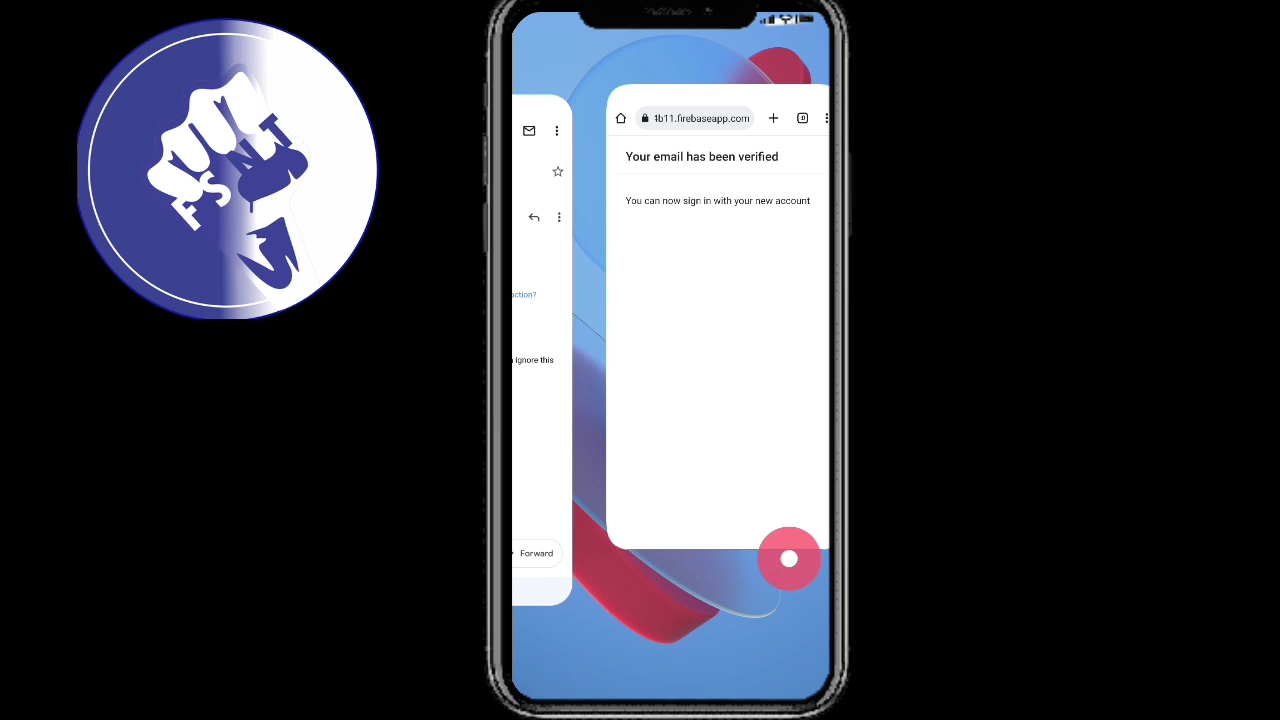 FSNT
4b11.firebaseapp.com
:D
Your email has been verified
You can now sign in with your new account
action?
ignore this
Forward